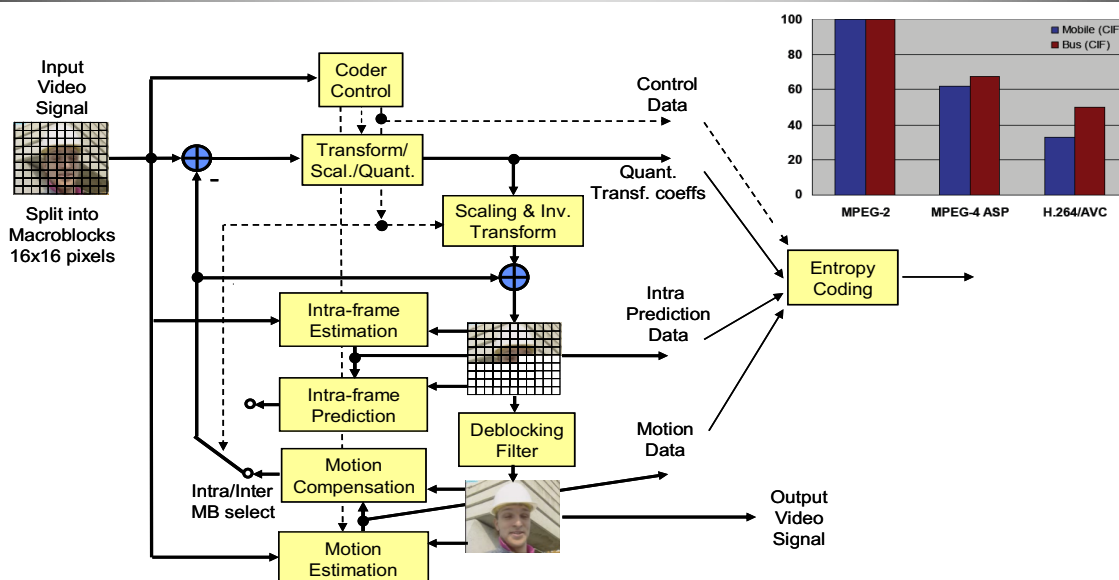 Input
Video
Signal
Split into
Macroblocks
16x16 pixels
Coder
Control
Transform/
Scal./Quant.
-
Scaling & Inv.
Transform
Intra-frame
Estimation
Intra-frame
Prediction
Deblocking
Filter
Motion
Compensation
Intra/Inter
MB select
Motion
Estimation
Control
Data
Quant.
Transf. coeffs
Intra
Prediction
Data
Motion
Data
Entropy
Coding
Output
Video
Signal
100
80
60
40
20
0
Mobile (CIF
Bus (CIF)
MPEG-2
MPEG-4 ASP
H.264/AVC